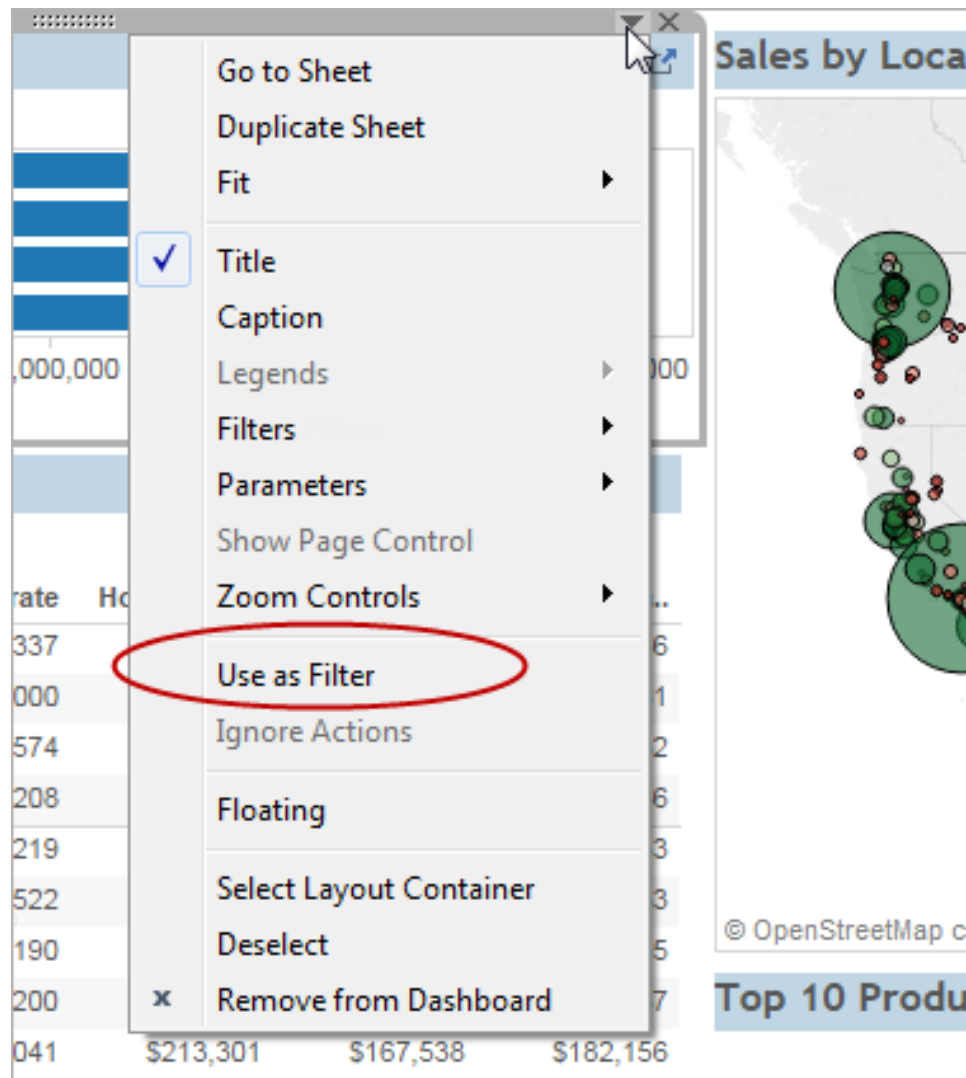 Sales by Loca
Go to Sheet
Duplicate Sheet
Fit
Title
Caption
,000,000
000
Legends
Filters
Parameters
Show Page Control
rate Ho
Zoom Controls
..
337
6
Use as Filter
000
1
Ignore Actions
574
2
208
6
Floating
219
3
522
3
Select Layout Container
190
5
Deselect
© OpenStreetMap c
200
7
x Remove from Dashboard
Top 10 Produ
041 $213,301 $167,538 $182,156